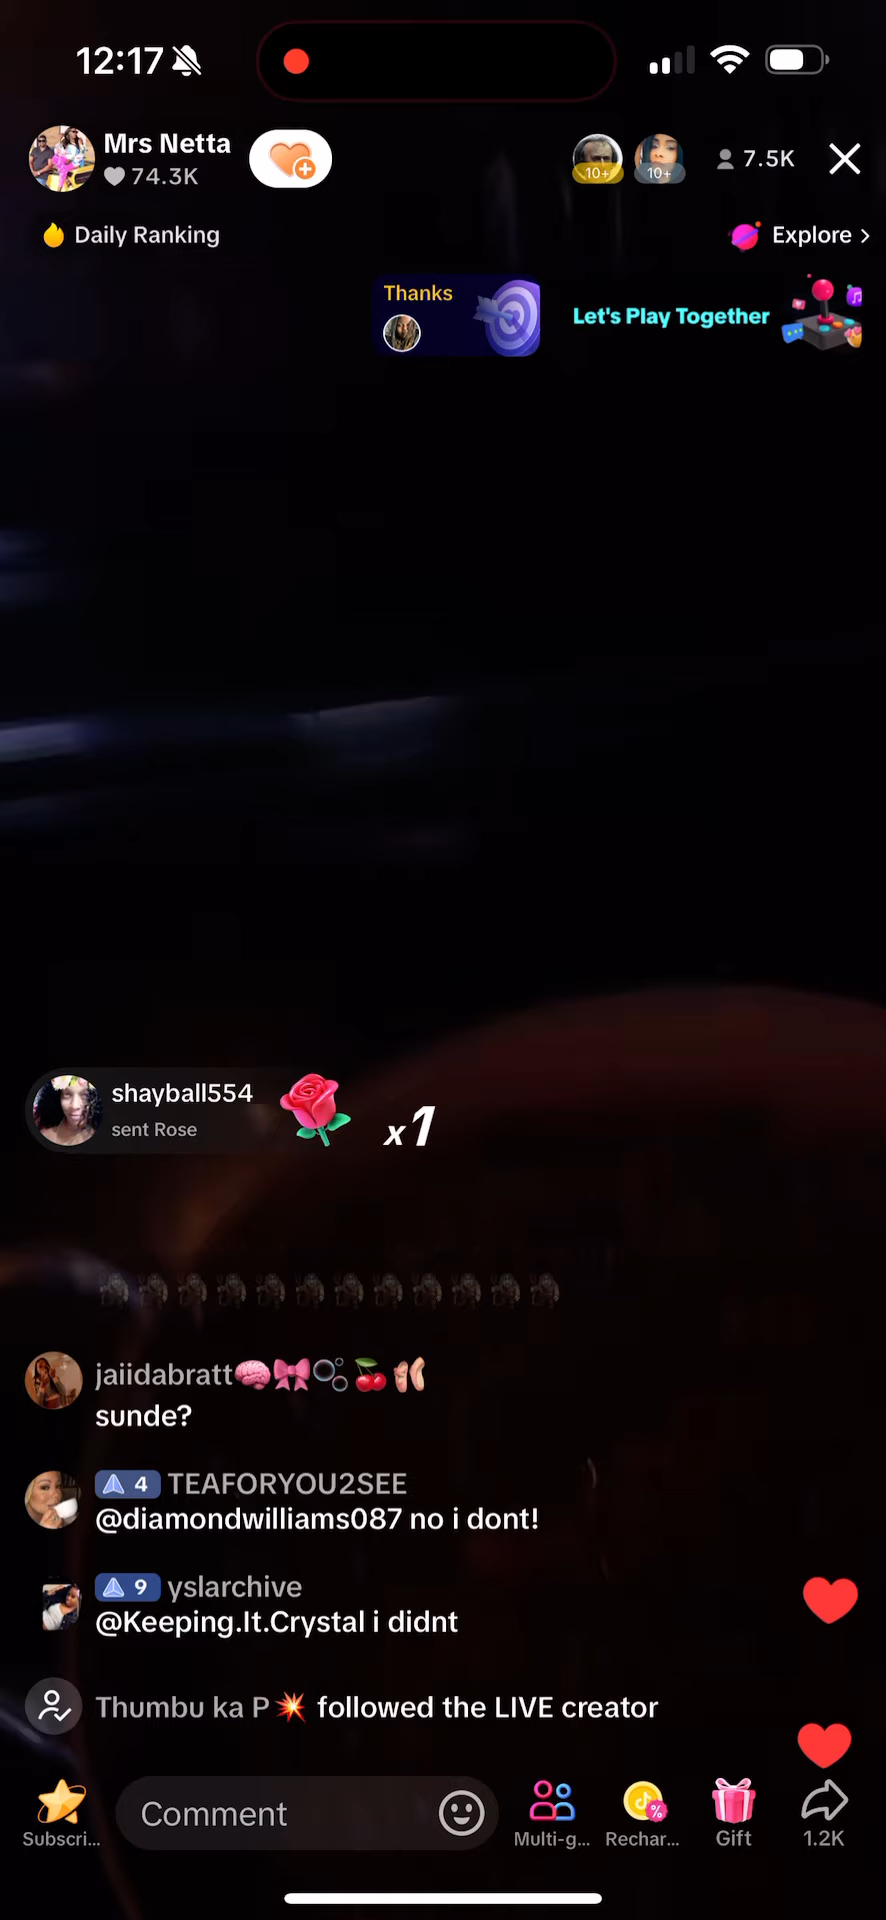 12:17
Mrs Netta
74.3K
10+
10+
7.5K
Daily Ranking
Explore >
Thanks
Let's Play Together
shayball554
sent Rose
x1
jaiidabratt🧠🎀🫧🍒🩰
sunde?
4 TEAFORYOU2SEE
@diamondwilliams087 no i dont!
9 yslarchive
@Keeping.It.Crystal i didnt
Thumbu ka P💥 followed the LIVE creator
Subscri...
Comment
Multi-g...
Rechar...
Gift
1.2K